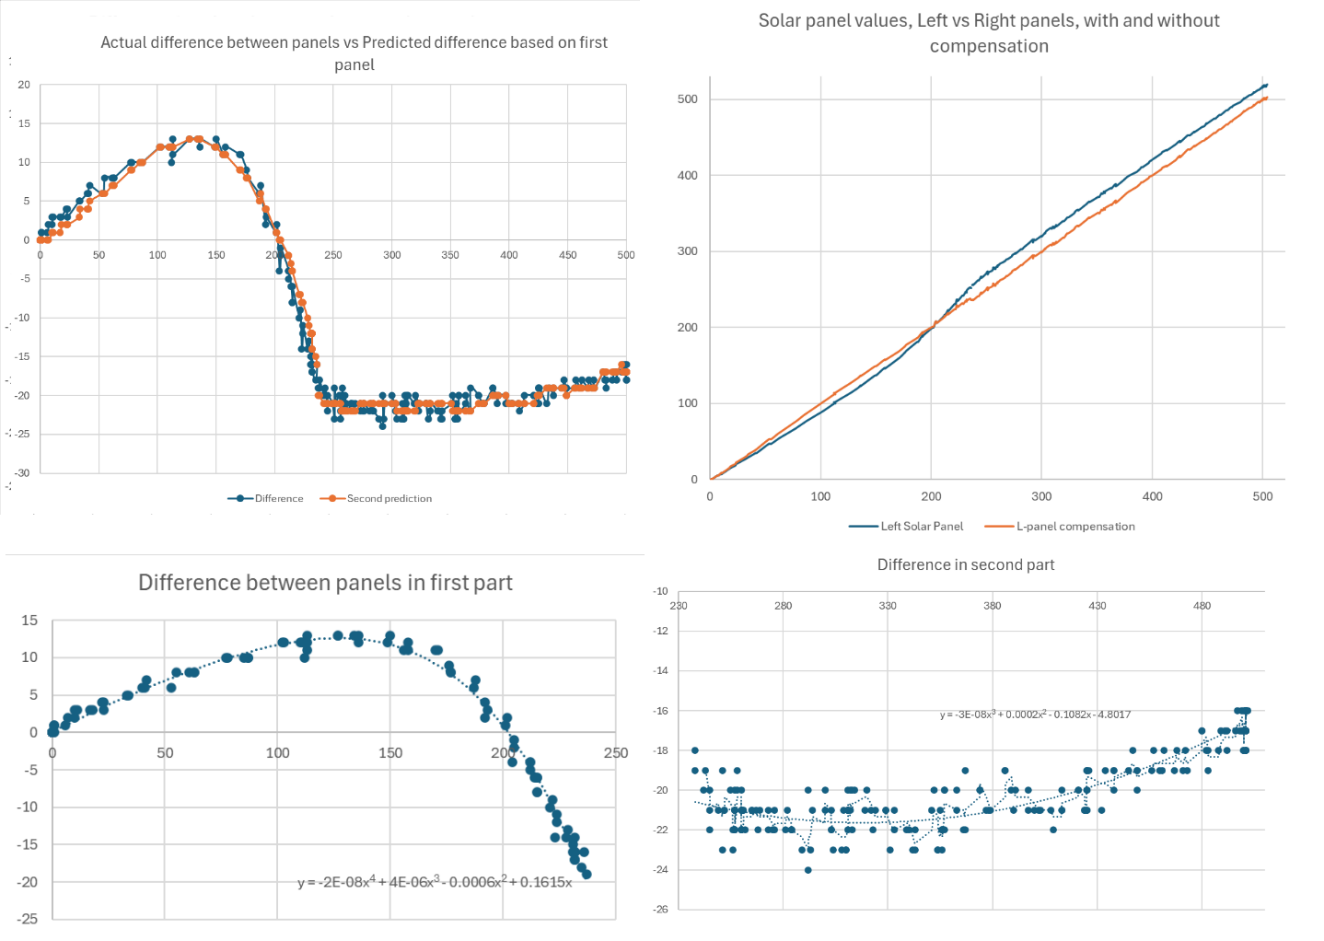 Actual difference between panels vs Predicted difference based on first
panel
20
15
10
5
0
-5
-10
-15
-20
-25
-30
0 50 100 150 200 250 300 350 400 450 500
Difference Second prediction
Solar panel values, Left vs Right panels, with and without
compensation
500
400
300
200
100
0
0 100 200 300 400 500
Left Solar Panel L-panel compensation
Difference between panels in first part
15
10
5
0
-5
-10
-15
-20
-25
0 50 100 150 200 250
y = -2E-08x⁴ + 4E-06x³ - 0.0006x² + 0.1615x
Difference in second part
-10
230 280 330 380 430 480
-12
-14
-16
y = -3E-08x³ + 0.0002x² - 0.1082x - 4.8017
-18
-20
-22
-24
-26